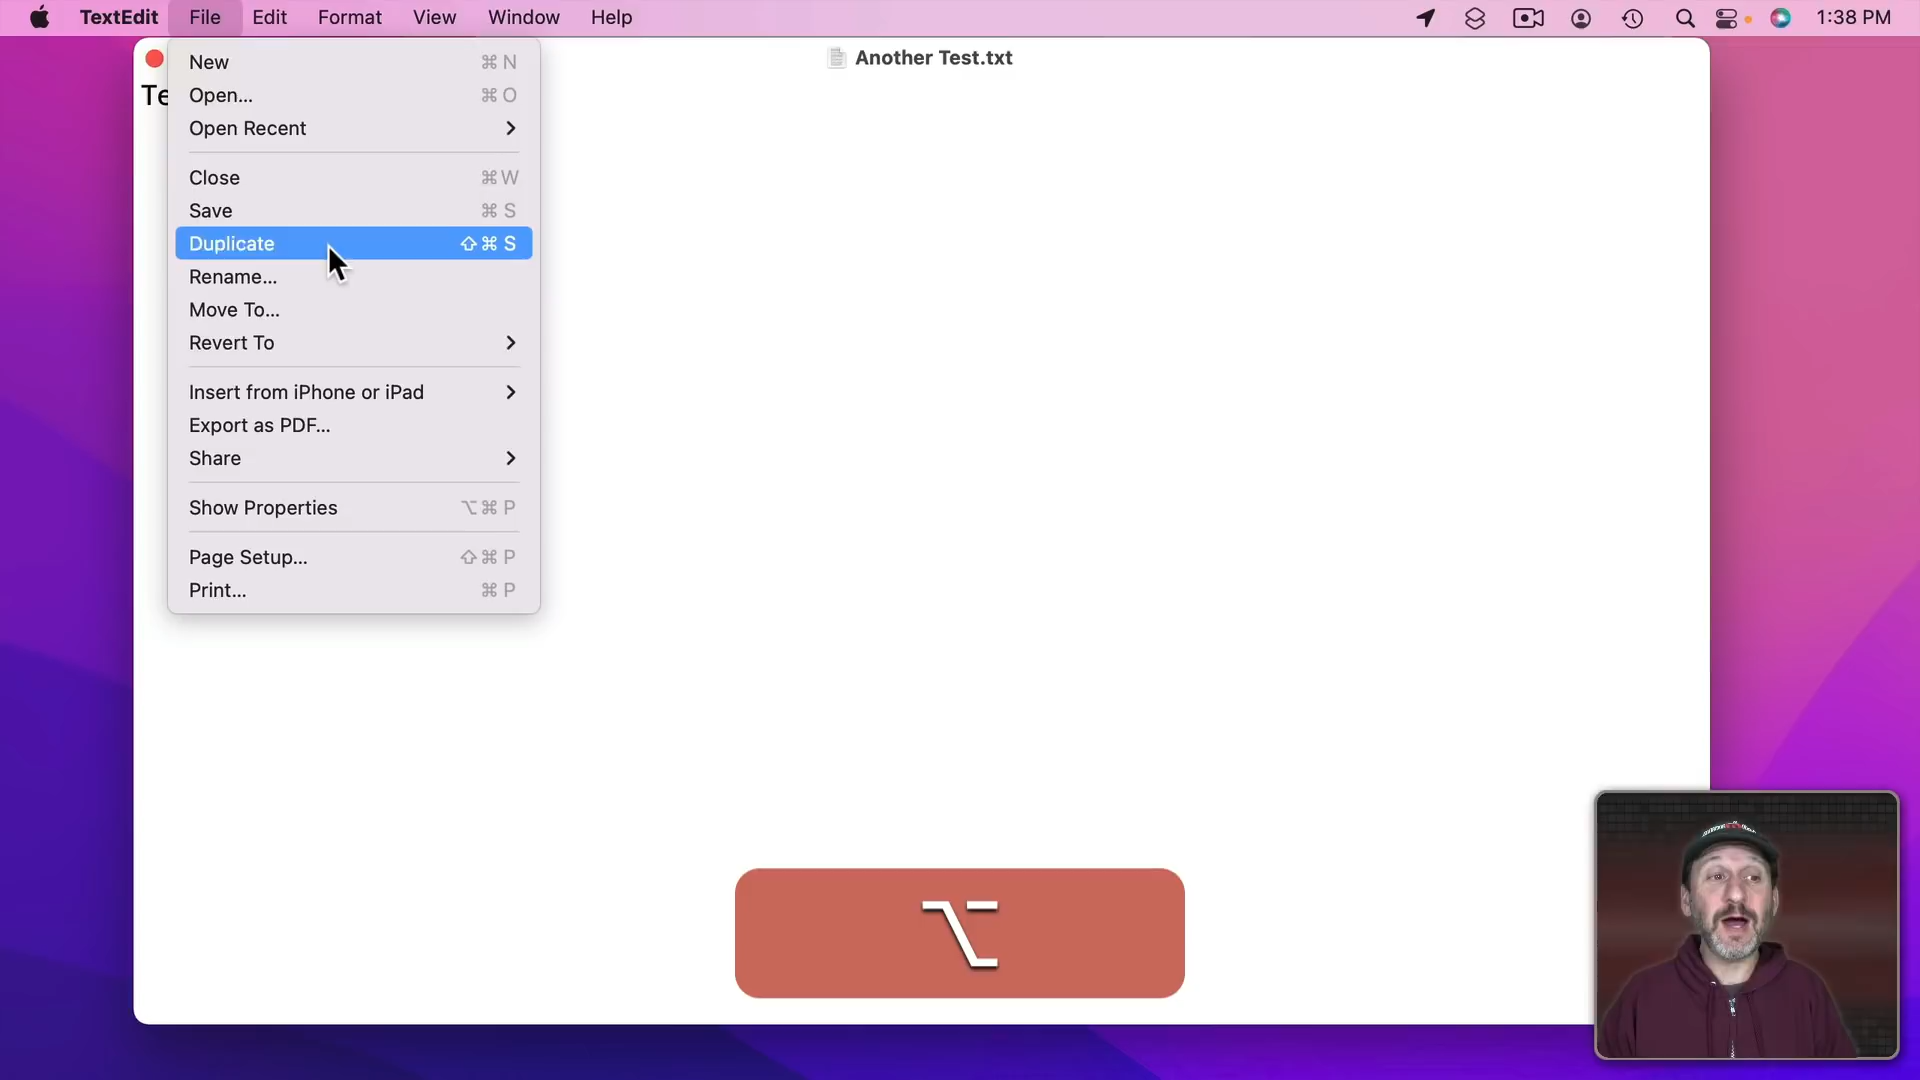 TextEdit File Edit Format View Window Help 1:38 PM
Another Test.txt
Te
New ⌘ N
Open... ⌘ O
Open Recent
Close ⌘ W
Save ⌘ S
Duplicate ⇧ ⌘ S
Rename...
Move To...
Revert To
Insert from iPhone or iPad
Export as PDF...
Share
Show Properties ⌥ ⌘ P
Page Setup... ⇧ ⌘ P
Print... ⌘ P
⌥